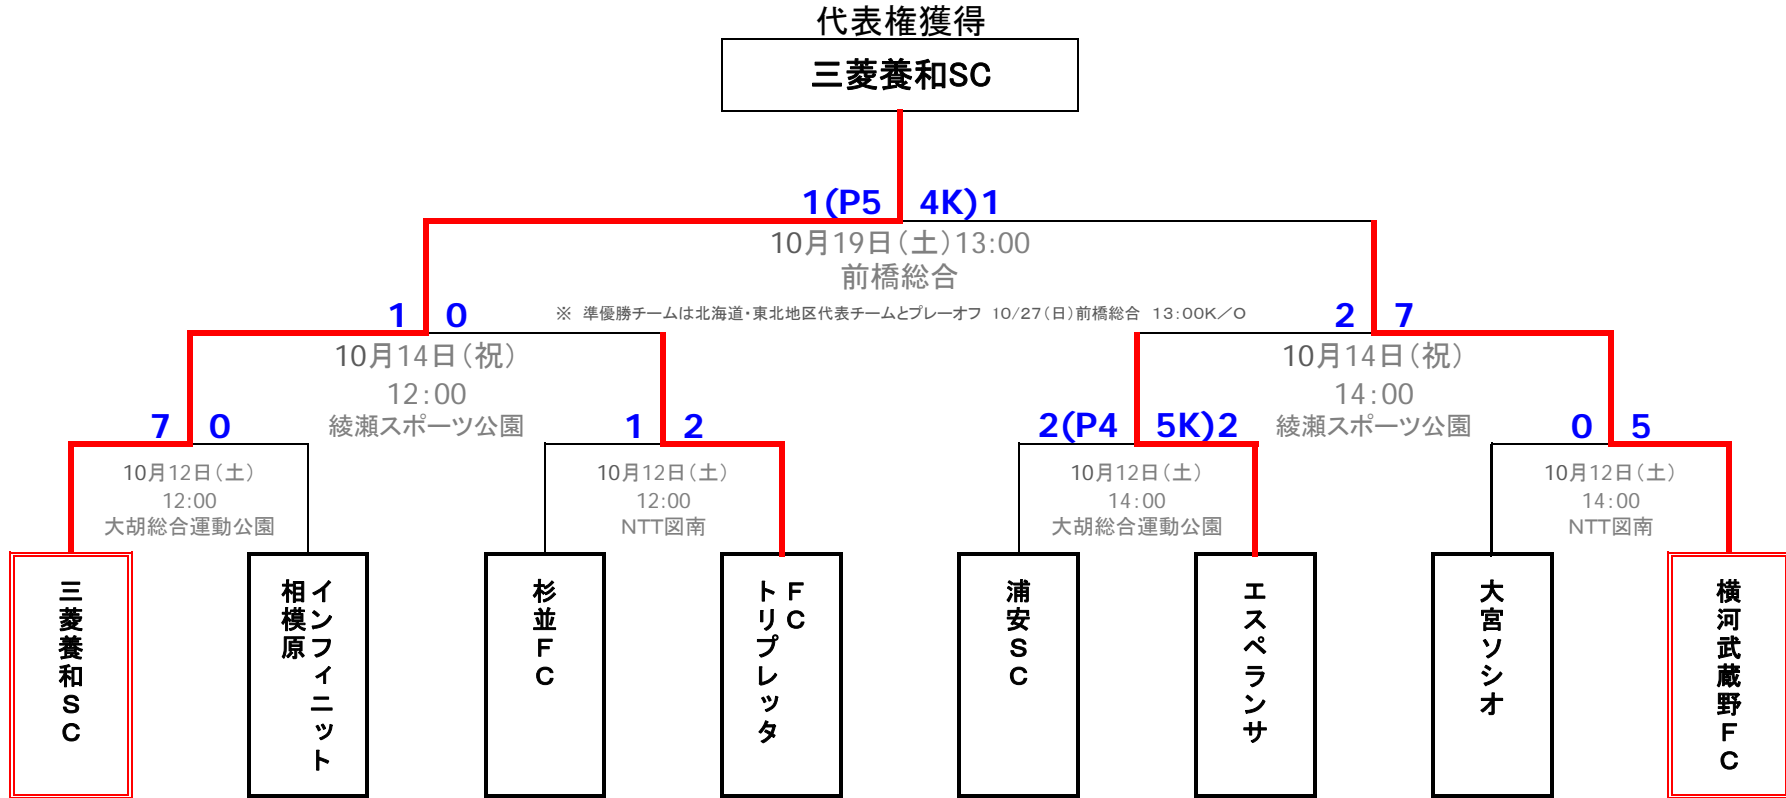 代表権獲得
三菱養和SC
1(P5 4K)1
10月19日(土)13:00
前橋総合
※ 準優勝チームは北海道・東北地区代表チームとプレーオフ 10/27(日)前橋総合 13:00K/O
1 0
10月14日(祝)
12:00
綾瀬スポーツ公園
2 7
10月14日(祝)
14:00
綾瀬スポーツ公園
7 0
10月12日(土)
12:00
大胡総合運動公園
1 2
10月12日(土)
12:00
NTT図南
2(P4 5K)2
10月12日(土)
14:00
大胡総合運動公園
0 5
10月12日(土)
14:00
NTT図南
三菱養和SC
インフィニット
相模原
杉並FC
FC
トリプレッタ
浦安SC
エスペランサ
大宮ソシオ
横河武蔵野FC